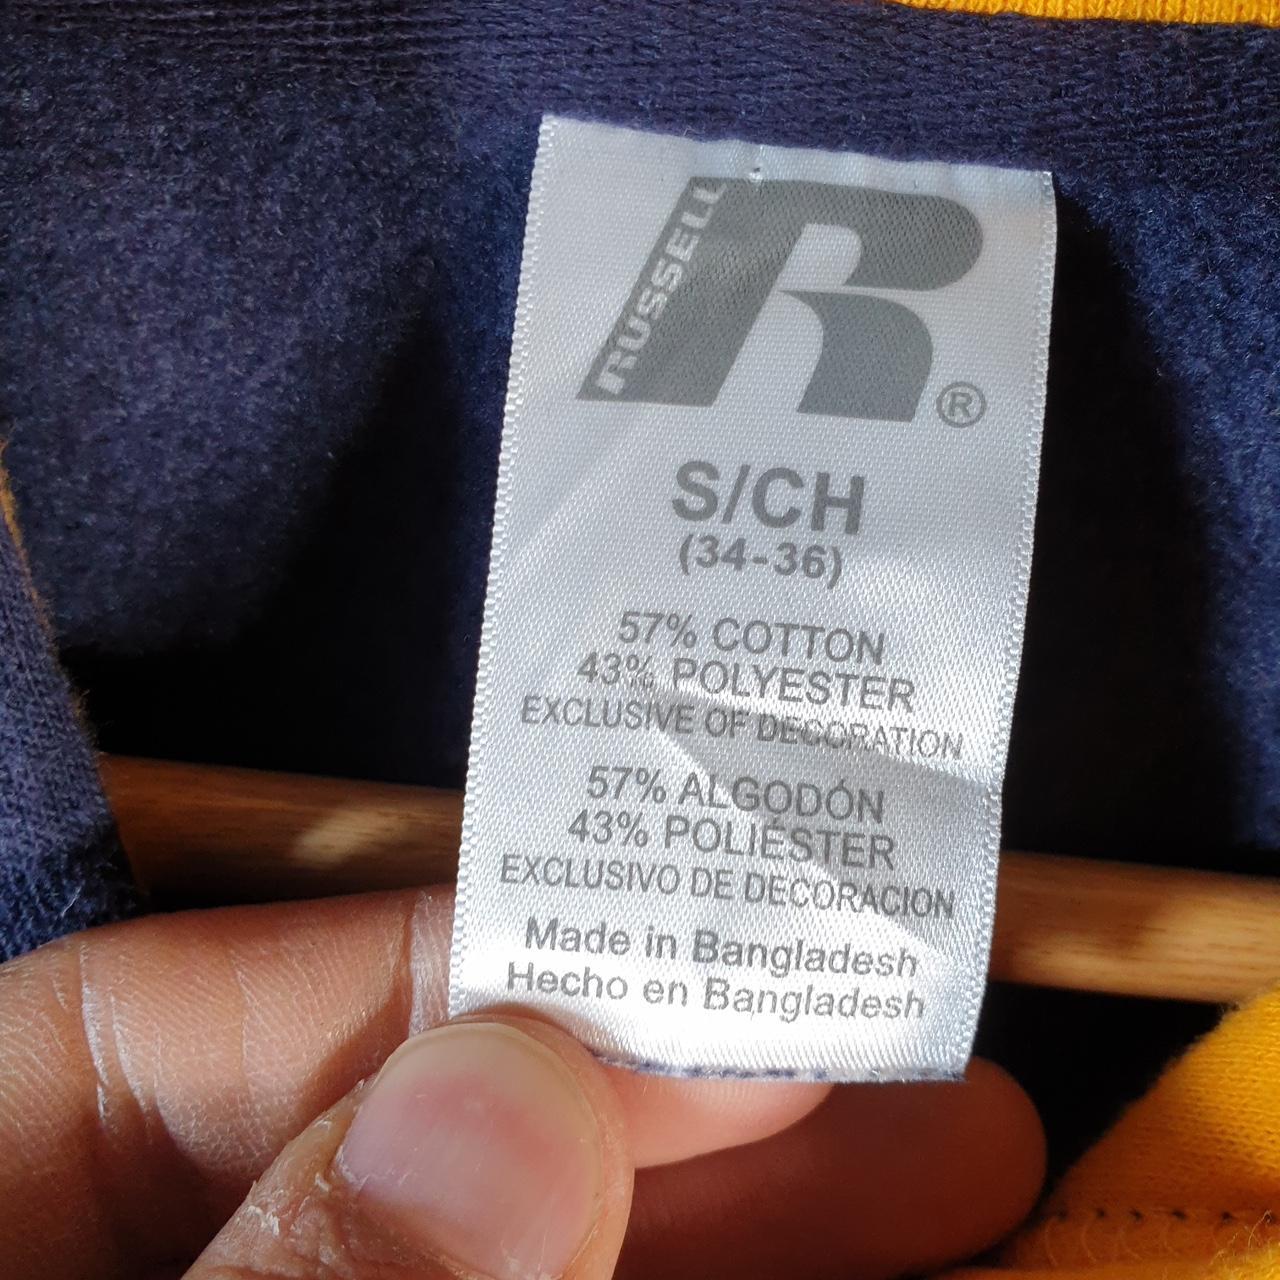 RUSSELL
R
®
S/CH
(34-36)
57% COTTON
43% POLYESTER
EXCLUSIVE OF DECORATION
57% ALGODÓN
43% POLIÉSTER
EXCLUSIVO DE DECORACION
Made in Bangladesh
Hecho en Bangladesh